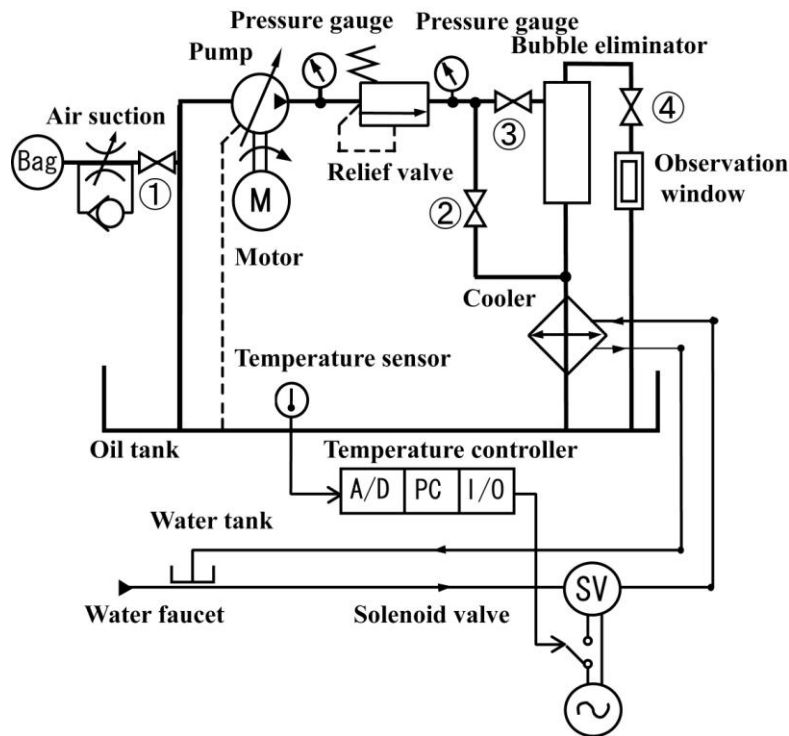 Pressure gauge
Pressure gauge
Pump
Bubble eliminator
Air suction
Bag
①
③
④
Relief valve
Observation
window
②
M
Motor
Cooler
Temperature sensor
Oil tank
Temperature controller
A/D
PC
I/O
Water tank
SV
Water faucet
Solenoid valve